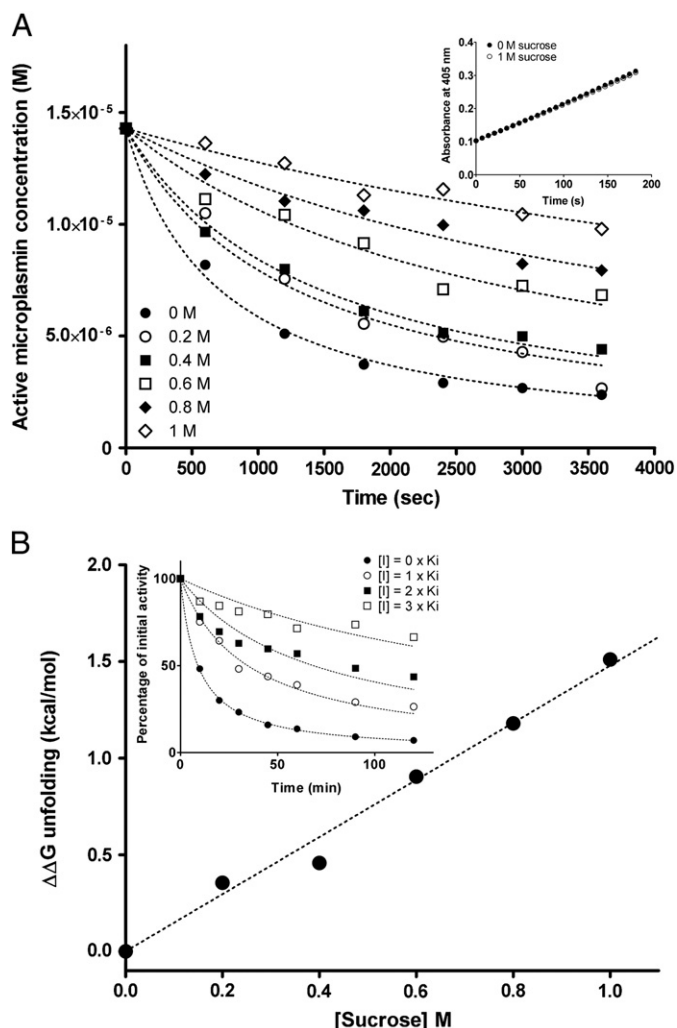 A
Active microplasmin concentration (M)
1.5×10⁻⁵
1.0×10⁻⁵
5.0×10⁻⁶
0
0 M
0.2 M
0.4 M
0.6 M
0.8 M
1 M
0 1000 2000 3000 4000
Time (sec)
0 M sucrose
1 M sucrose
Absorbance at 405 nm
0.4
0.3
0.2
0.1
0.0
0 50 100 150 200
Time (s)
B
ΔΔG unfolding (kcal/mol)
2.0
1.5
1.0
0.5
0.0
0.0 0.2 0.4 0.6 0.8 1.0
[Sucrose] M
Percentage of initial activity
100
50
0
0 50 100
Time (min)
[I] = 0 x Ki
[I] = 1 x Ki
[I] = 2 x Ki
[I] = 3 x Ki